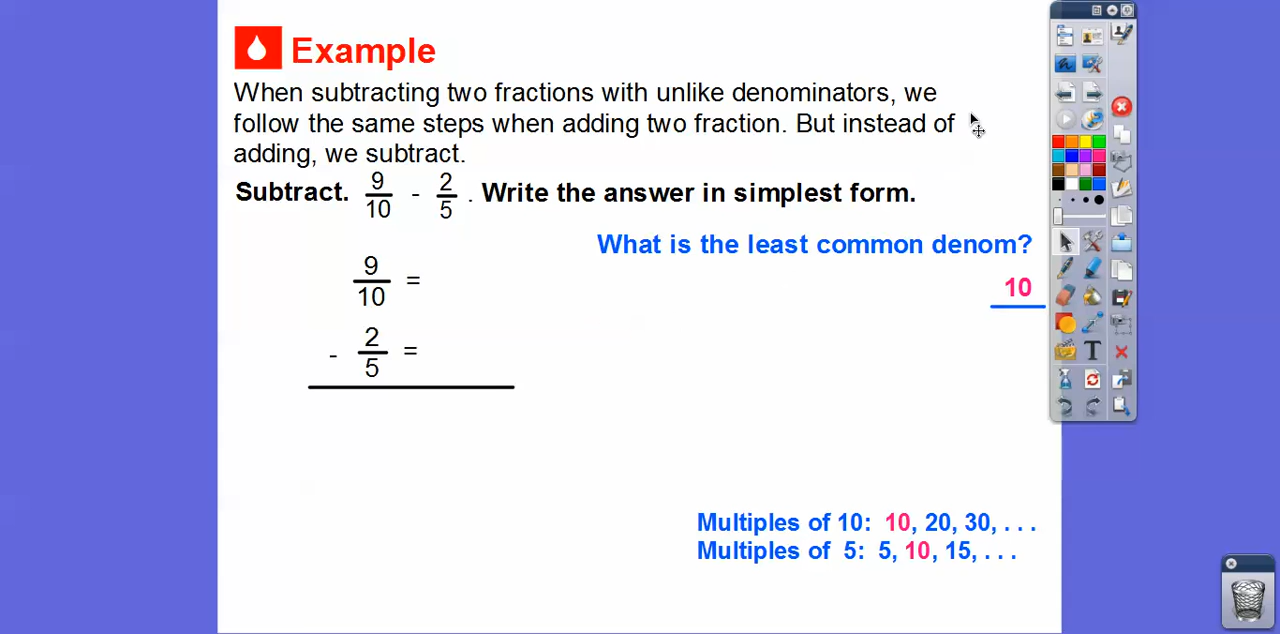 Example
When subtracting two fractions with unlike denominators, we
follow the same steps when adding two fraction. But instead of
adding, we subtract.
Subtract. 9/10 - 2/5 . Write the answer in simplest form.
What is the least common denom?
10
9/10 =
- 2/5 =
Multiples of 10: 10, 20, 30, . . .
Multiples of 5: 5, 10, 15, . . .